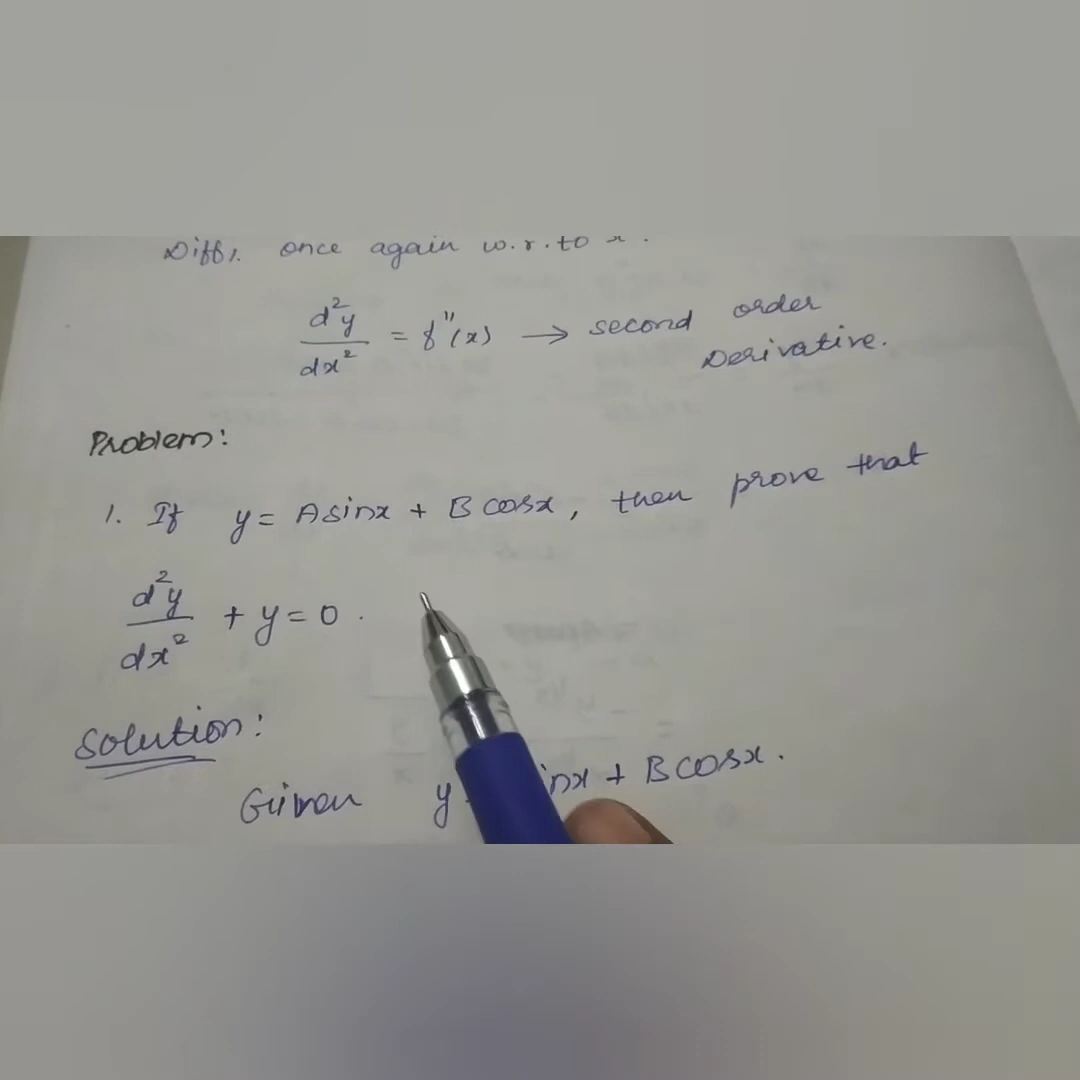 Diff. once again w.r.to x.
d²y/dx² = f''(x) → second order Derivative.
Problem:
1. If y = A sinx + B cosx, then prove that
d²y/dx² + y = 0.
Solution:
Given y inx + B cosx.